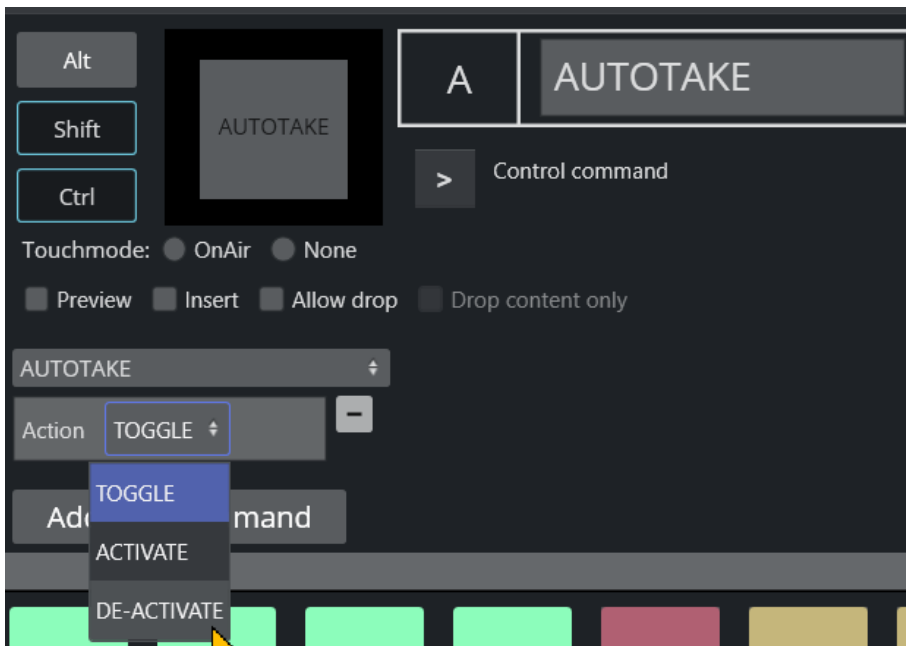 Alt
Shift
Ctrl
AUTOTAKE
A
AUTOTAKE
>
Control command
Touchmode: OnAir None
Preview Insert Allow drop Drop content only
AUTOTAKE
Action TOGGLE
TOGGLE
ACTIVATE
DE-ACTIVATE